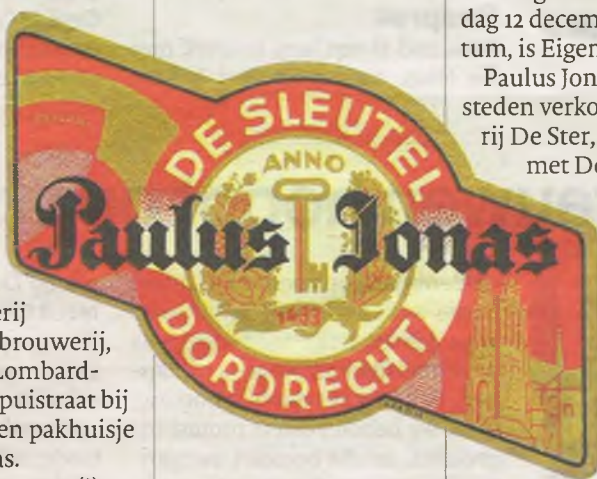 dag 12 decem
tum, is Eigen
Paulus Jon
steden verko
rij De Ster,
met De
DE SLEUTEL
ANNO
Paulus Jonas
1433
DORDRECHT
erij
brouwerij,
Lombard-
puistraat bij
en pakhuisje
as.